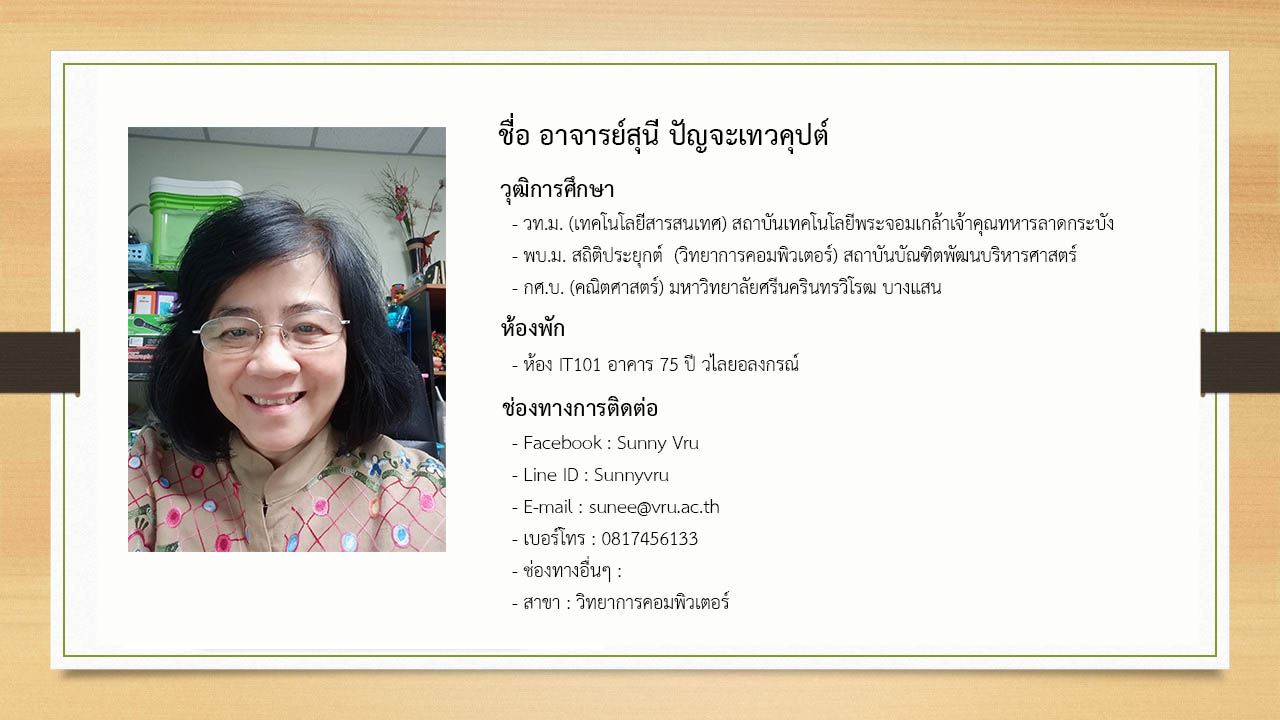 ชื่อ อาจารย์สุนี ปัญจะเทวคุปต์
วุฒิการศึกษา
- วท.ม. (เทคโนโลยีสารสนเทศ) สถาบันเทคโนโลยีพระจอมเกล้าเจ้าคุณทหารลาดกระบัง
- พบ.ม. สถิติประยุกต์ (วิทยาการคอมพิวเตอร์) สถาบันบัณฑิตพัฒนบริหารศาสตร์
- กศ.บ. (คณิตศาสตร์) มหาวิทยาลัยศรีนครินทรวิโรฒ บางแสน
ห้องพัก
- ห้อง IT101 อาคาร 75 ปี วไลยอลงกรณ์
ช่องทางการติดต่อ
- Facebook : Sunny Vru
- Line ID : Sunnyvru
- E-mail : sunee@vru.ac.th
- เบอร์โทร : 0817456133
- ช่องทางอื่นๆ :
- สาขา : วิทยาการคอมพิวเตอร์